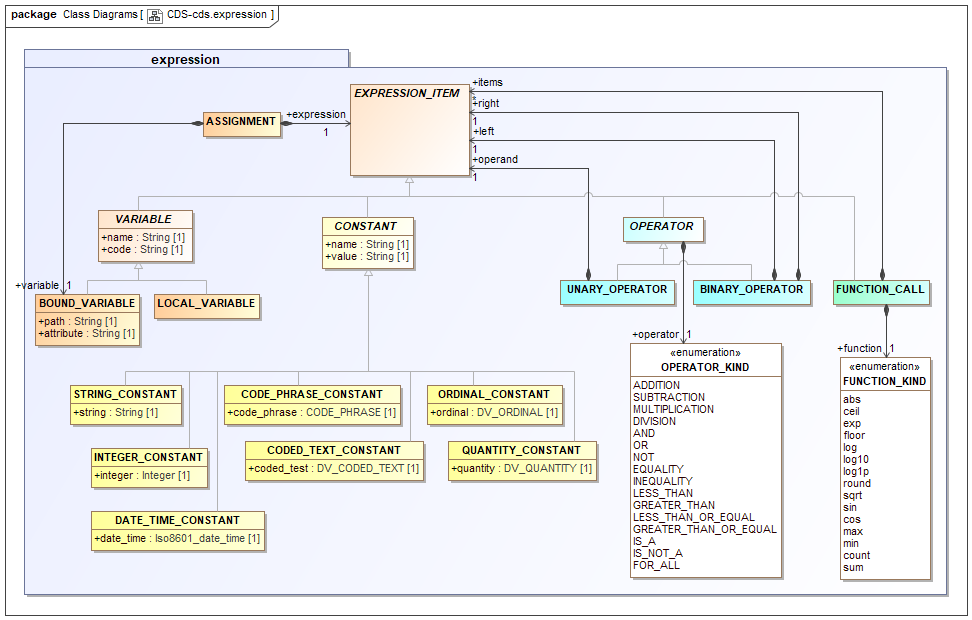 package Class Diagrams [ CDS-cds.expression ]
expression
EXPRESSION_ITEM
+items
*
+right
1
+left
1
+operand
1
ASSIGNMENT
+expression
1
VARIABLE
+name : String [1]
+code : String [1]
CONSTANT
+name : String [1]
+value : String [1]
OPERATOR
+variable 1
BOUND_VARIABLE
+path : String [1]
+attribute : String [1]
LOCAL_VARIABLE
UNARY_OPERATOR
BINARY_OPERATOR
FUNCTION_CALL
+operator 1
«enumeration»
OPERATOR_KIND
ADDITION
SUBTRACTION
MULTIPLICATION
DIVISION
AND
OR
NOT
EQUALITY
INEQUALITY
LESS_THAN
GREATER_THAN
LESS_THAN_OR_EQUAL
GREATER_THAN_OR_EQUAL
IS_A
IS_NOT_A
FOR_ALL
+function 1
«enumeration»
FUNCTION_KIND
abs
ceil
exp
floor
log
log10
log1p
round
sqrt
sin
cos
max
min
count
sum
STRING_CONSTANT
+string : String [1]
CODE_PHRASE_CONSTANT
+code_phrase : CODE_PHRASE [1]
ORDINAL_CONSTANT
+ordinal : DV_ORDINAL [1]
INTEGER_CONSTANT
+integer : Integer [1]
CODED_TEXT_CONSTANT
+coded_test : DV_CODED_TEXT [1]
QUANTITY_CONSTANT
+quantity : DV_QUANTITY [1]
DATE_TIME_CONSTANT
+date_time : Iso8601_date_time [1]